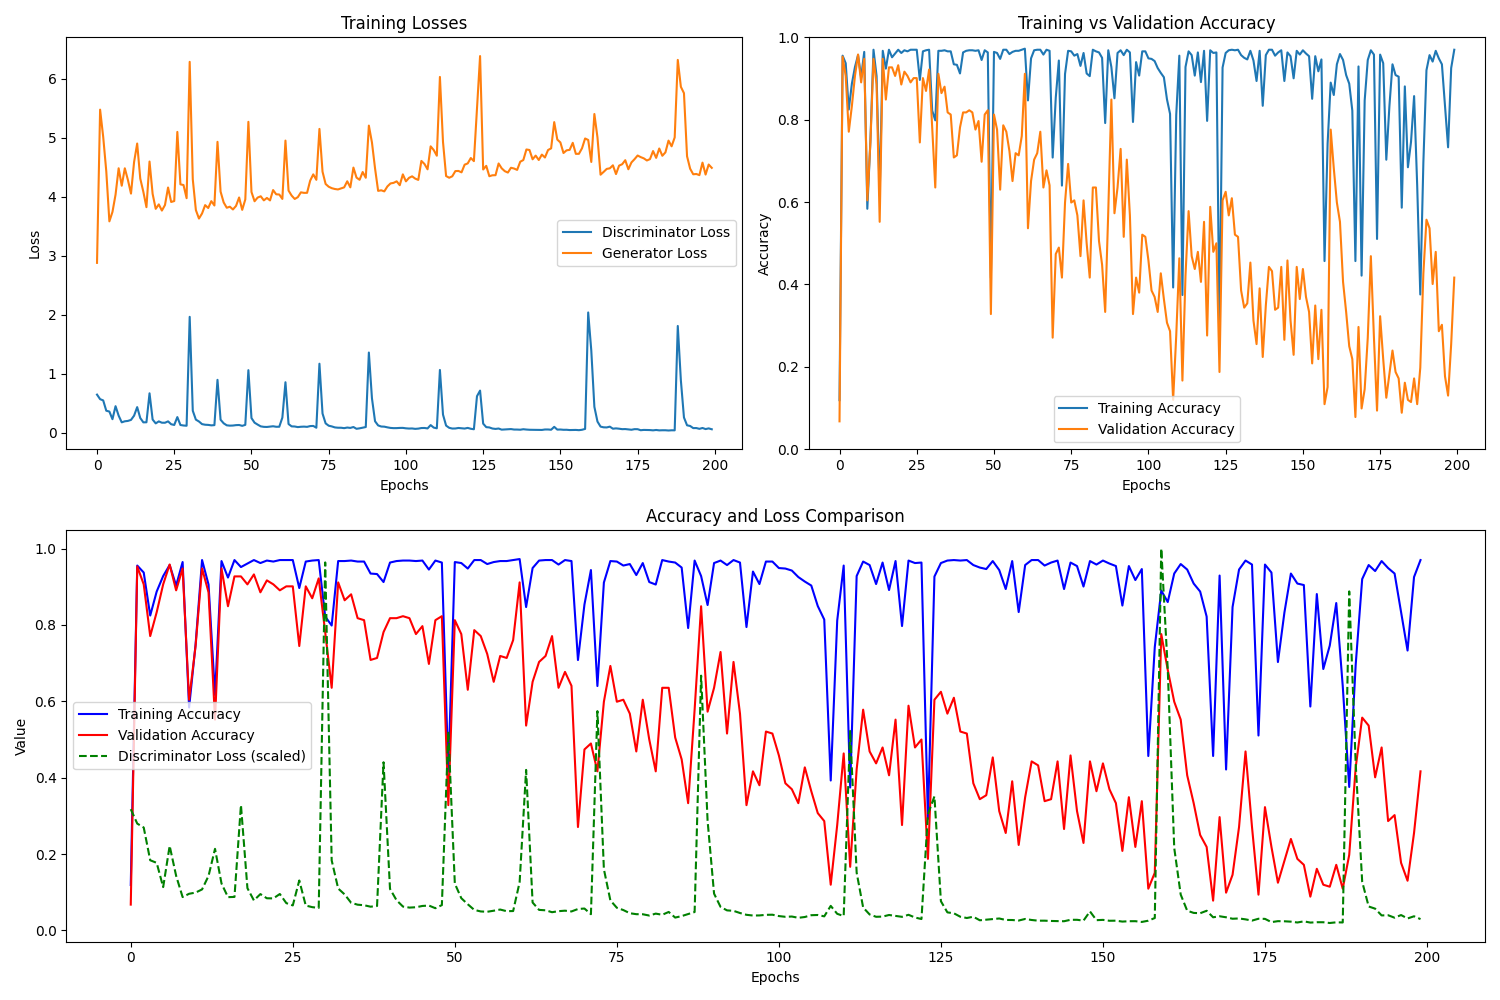 Training Losses
Loss
6
5
4
3
2
1
0
Discriminator Loss
Generator Loss
0 25 50 75 100 125 150 175 200
Epochs
Training vs Validation Accuracy
Accuracy
1.0
0.8
0.6
0.4
0.2
0.0
Training Accuracy
Validation Accuracy
0 25 50 75 100 125 150 175 200
Epochs
Accuracy and Loss Comparison
Value
1.0
0.8
0.6
0.4
0.2
0.0
Training Accuracy
Validation Accuracy
Discriminator Loss (scaled)
0 25 50 75 100 125 150 175 200
Epochs